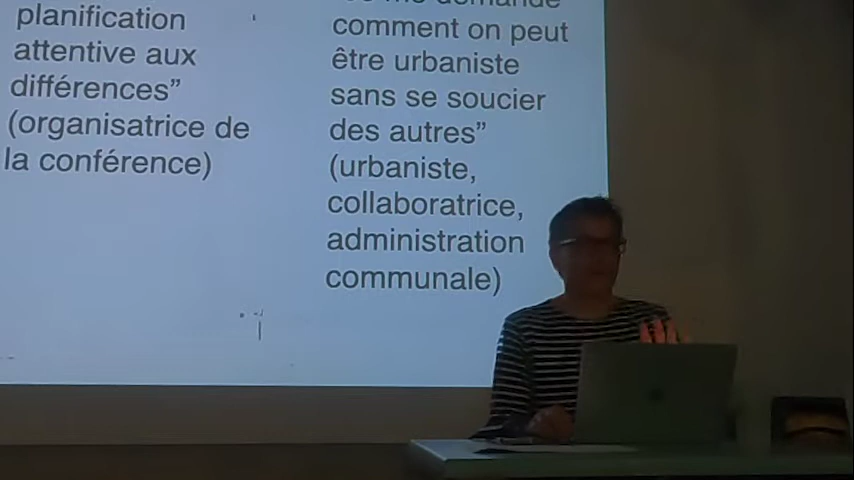 planification
attentive aux
différences”
(organisatrice de
la conférence)
comment on peut
être urbaniste
sans se soucier
des autres”
(urbaniste,
collaboratrice,
administration
communale)